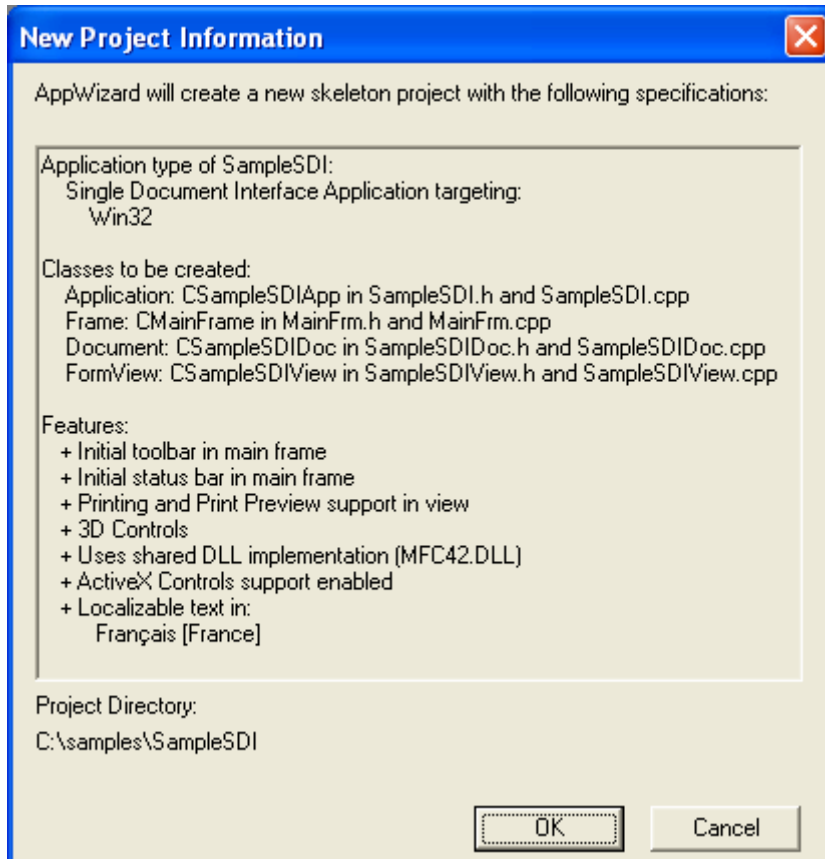 New Project Information
AppWizard will create a new skeleton project with the following specifications:
Application type of SampleSDI:
Single Document Interface Application targeting:
Win32
Classes to be created:
Application: CSampleSDIApp in SampleSDI.h and SampleSDI.cpp
Frame: CMainFrame in MainFrm.h and MainFrm.cpp
Document: CSampleSDIDoc in SampleSDIDoc.h and SampleSDIDoc.cpp
FormView: CSampleSDIView in SampleSDIView.h and SampleSDIView.cpp
Features:
+ Initial toolbar in main frame
+ Initial status bar in main frame
+ Printing and Print Preview support in view
+ 3D Controls
+ Uses shared DLL implementation (MFC42.DLL)
+ ActiveX Controls support enabled
+ Localizable text in:
Français [France]
Project Directory:
C:\samples\SampleSDI
OK Cancel